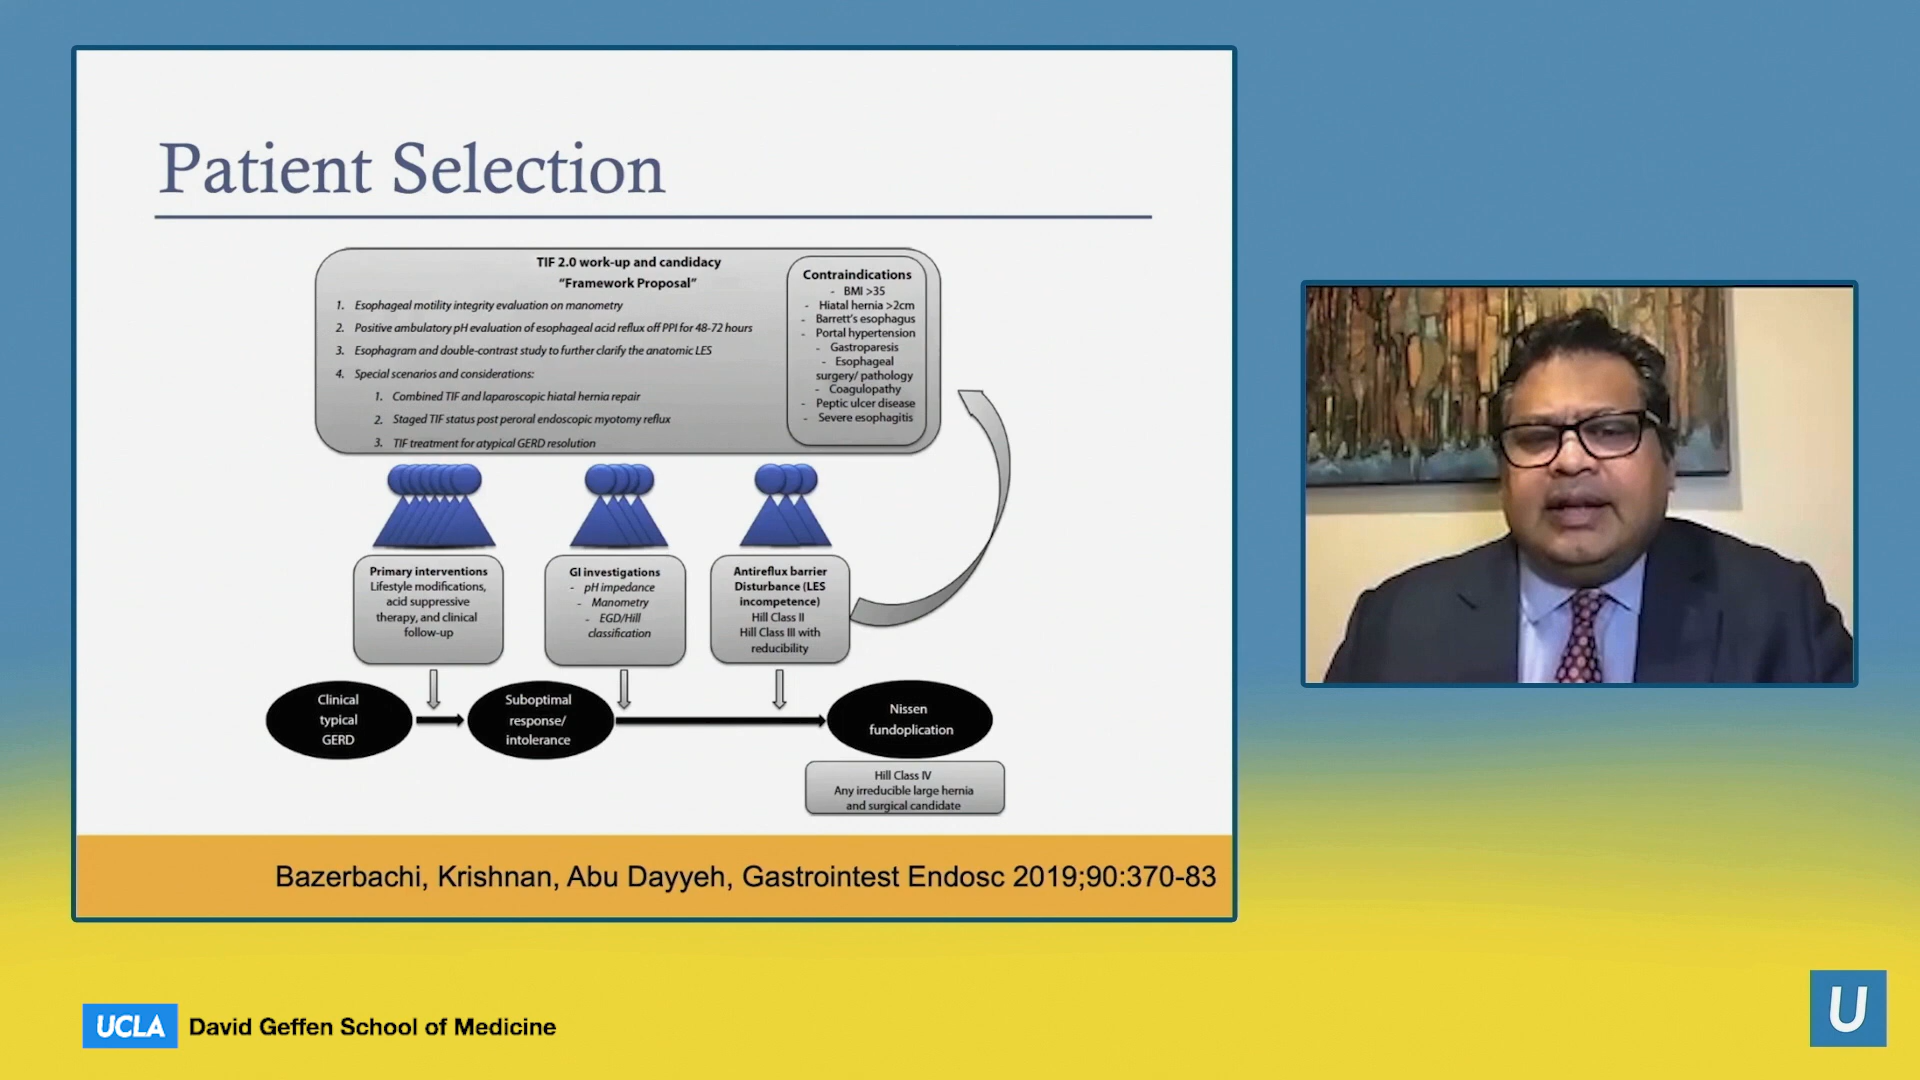 Patient Selection
TIF 2.0 work-up and candidacy
“Framework Proposal”
1. Esophageal motility integrity evaluation on manometry
2. Positive ambulatory pH evaluation of esophageal acid reflux off PPI for 48-72 hours
3. Esophagram and double-contrast study to further clarify the anatomic LES
4. Special scenarios and considerations:
1. Combined TIF and laparoscopic hiatal hernia repair
2. Staged TIF status post peroral endoscopic myotomy reflux
3. TIF treatment for atypical GERD resolution
Contraindications
- BMI >35
- Hiatal hernia >2cm
- Barrett's esophagus
- Portal hypertension
- Gastroparesis
- Esophageal
surgery/ pathology
- Coagulopathy
- Peptic ulcer disease
- Severe esophagitis
Primary interventions
Lifestyle modifications,
acid suppressive
therapy, and clinical
follow-up
GI investigations
- pH impedance
- Manometry
- EGD/Hill
classification
Antireflux barrier
Disturbance (LES
incompetence)
Hill Class II
Hill Class III with
reducibility
Clinical
typical
GERD
Suboptimal
response/
intolerance
Nissen
fundoplication
Hill Class IV
Any irreducible large hernia
and surgical candidate
Bazerbachi, Krishnan, Abu Dayyeh, Gastrointest Endosc 2019;90:370-83
UCLA David Geffen School of Medicine
U